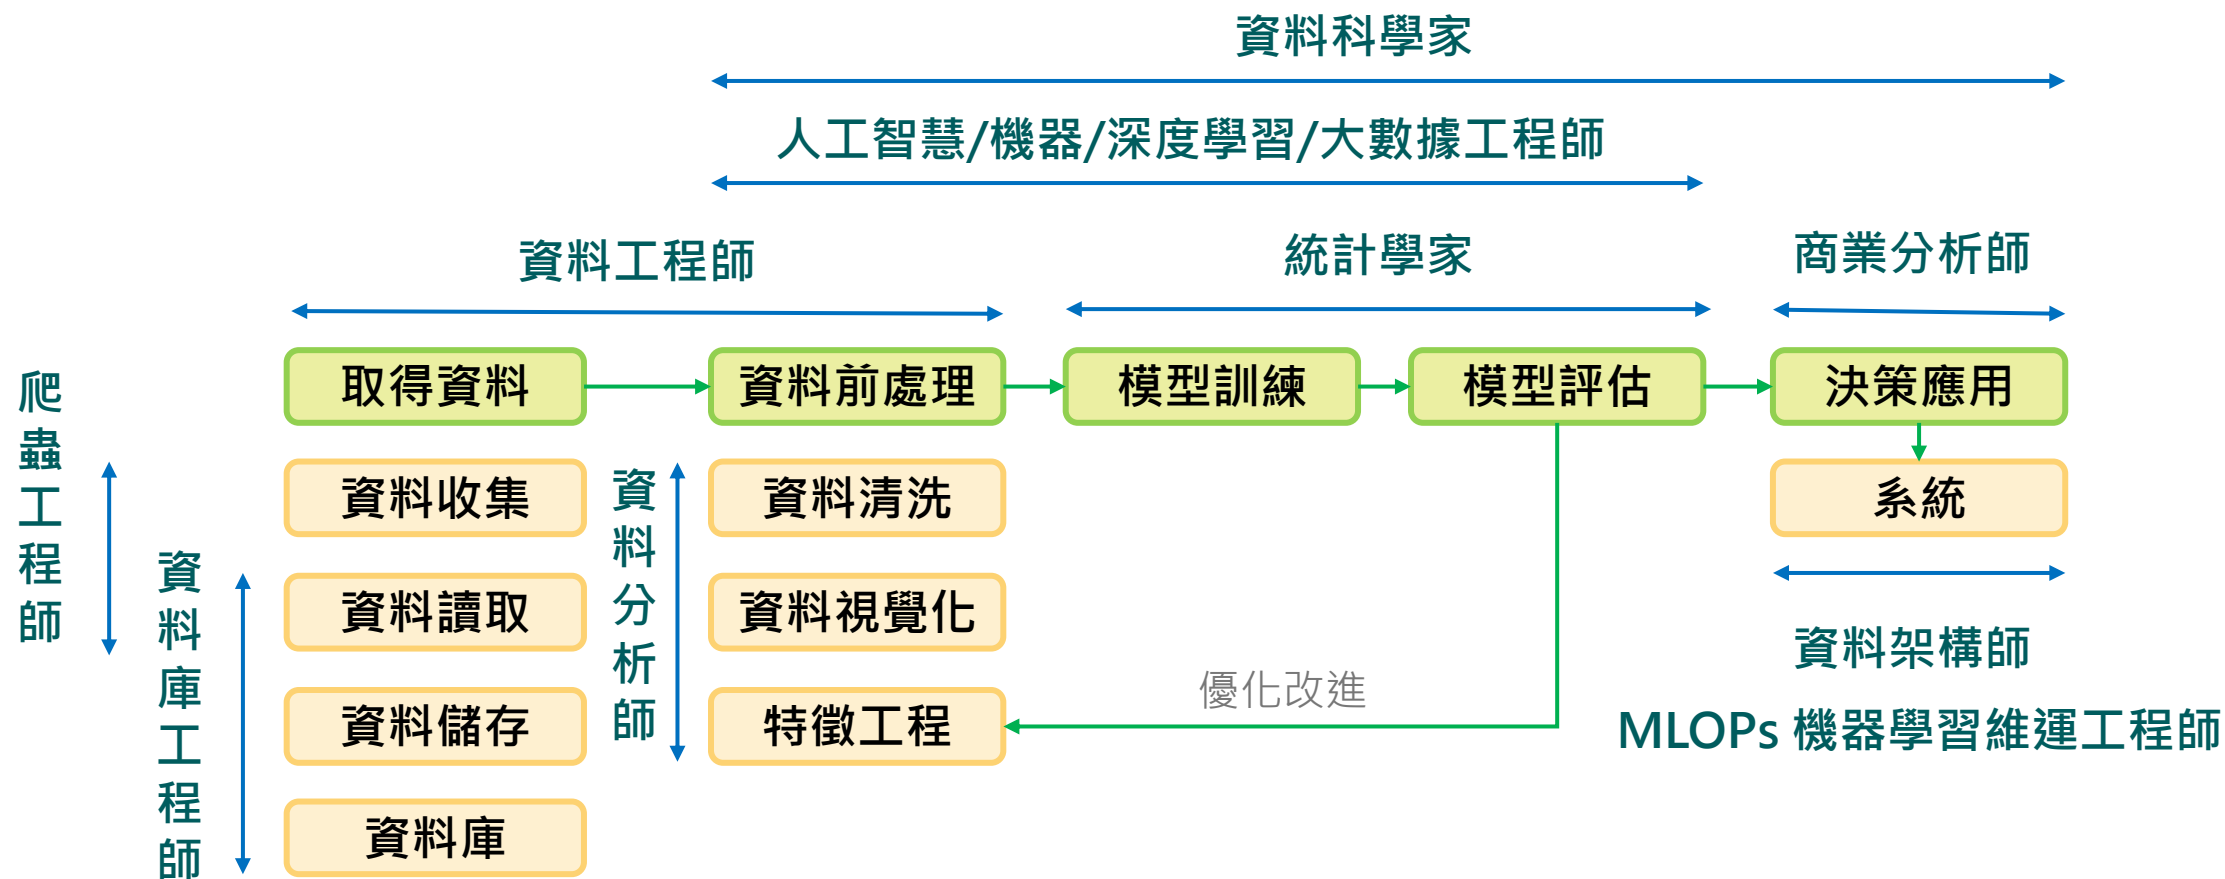 資料科學家
人工智慧/機器/深度學習/大數據工程師
資料工程師
統計學家
商業分析師
取得資料
資料前處理
模型訓練
模型評估
決策應用
爬蟲工程師
資料庫工程師
資料收集
資料讀取
資料儲存
資料庫
資料分析師
資料清洗
資料視覺化
特徵工程
優化改進
系統
資料架構師
MLOPs 機器學習維運工程師